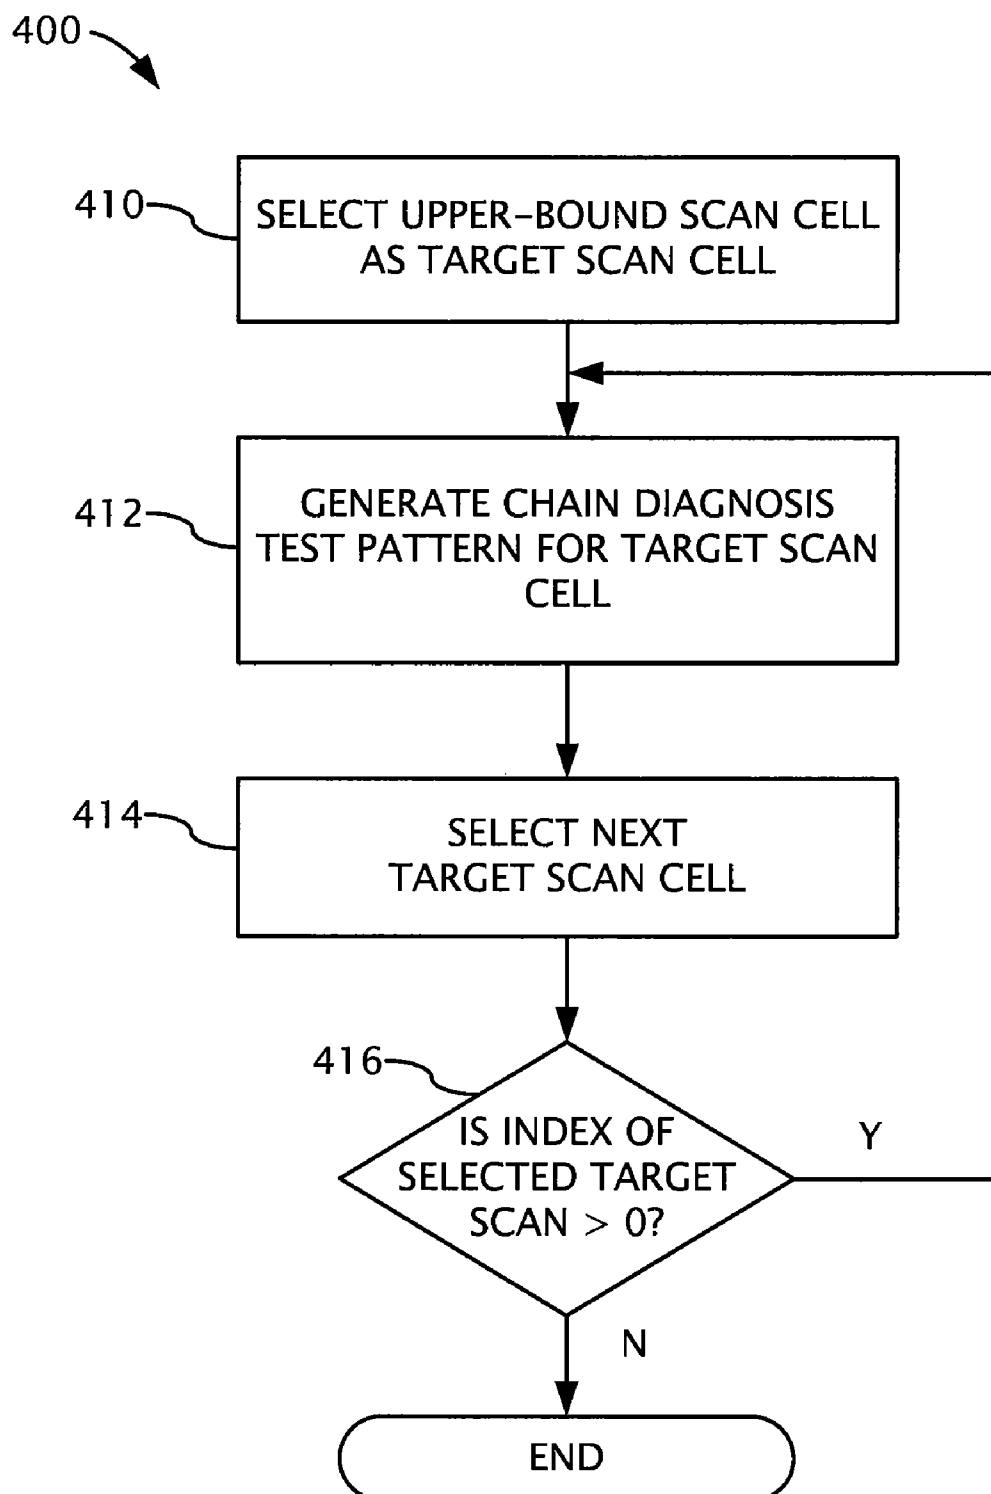 400
410
SELECT UPPER-BOUND SCAN CELL
AS TARGET SCAN CELL
412
GENERATE CHAIN DIAGNOSIS
TEST PATTERN FOR TARGET SCAN
CELL
414
SELECT NEXT
TARGET SCAN CELL
416
IS INDEX OF
SELECTED TARGET
SCAN > 0?
Y
N
END